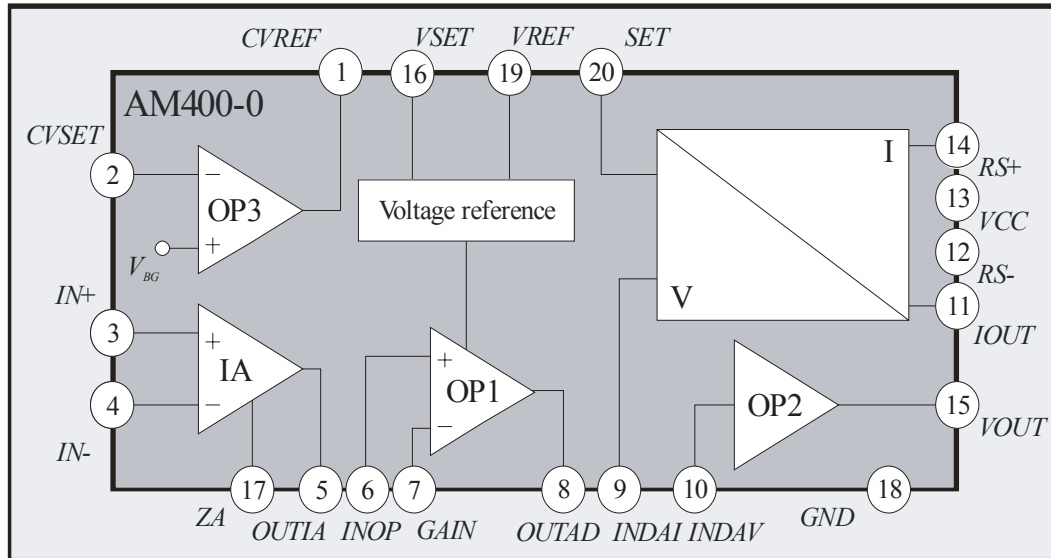 CVREF VSET VREF SET
1 16 19 20
AM400-0
CVSET
2
−
OP3
+
V_BG
Voltage reference
I
V
14
RS+
13
VCC
12
RS-
11
IOUT
IN+
3
+
IA
−
4
IN-
+
OP1
−
OP2
15
VOUT
17 5 6 7 8 9 10 18
ZA OUTIA INOP GAIN OUTAD INDAI INDAV GND